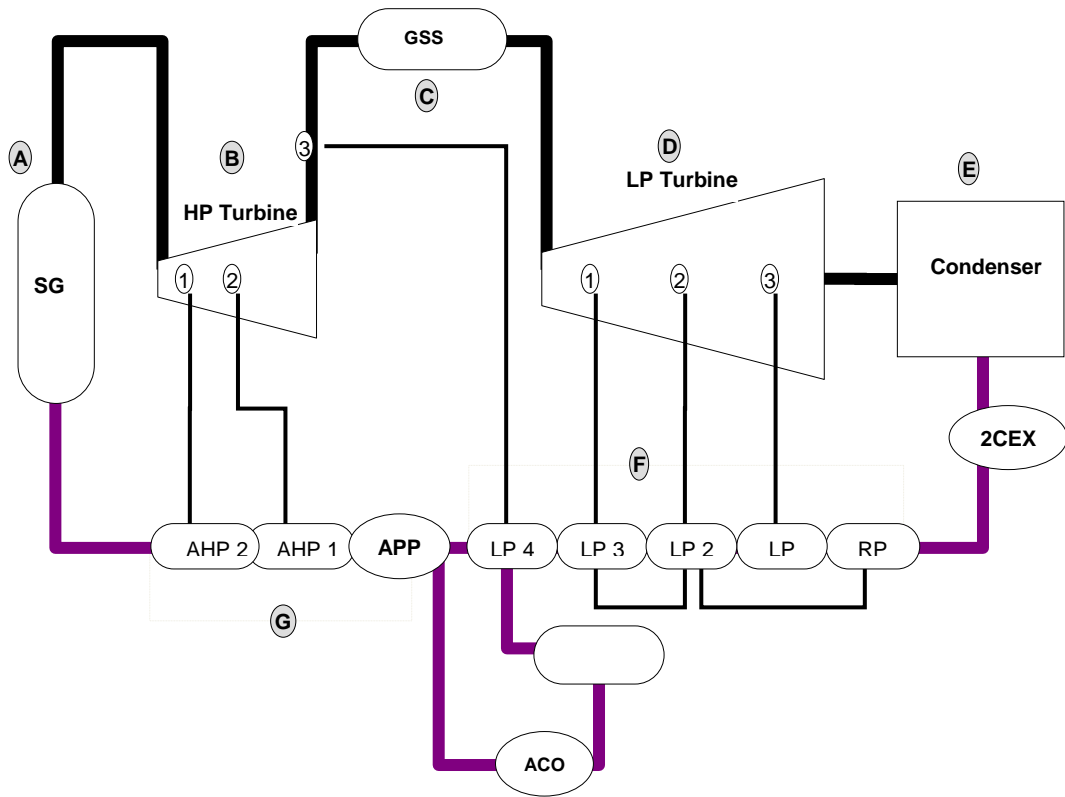 GSS
C
3
A
B
D
LP Turbine
E
HP Turbine
1
2
SG
1
2
3
Condenser
2CEX
F
AHP 2
AHP 1
APP
LP 4
LP 3
LP 2
LP
RP
G
ACO